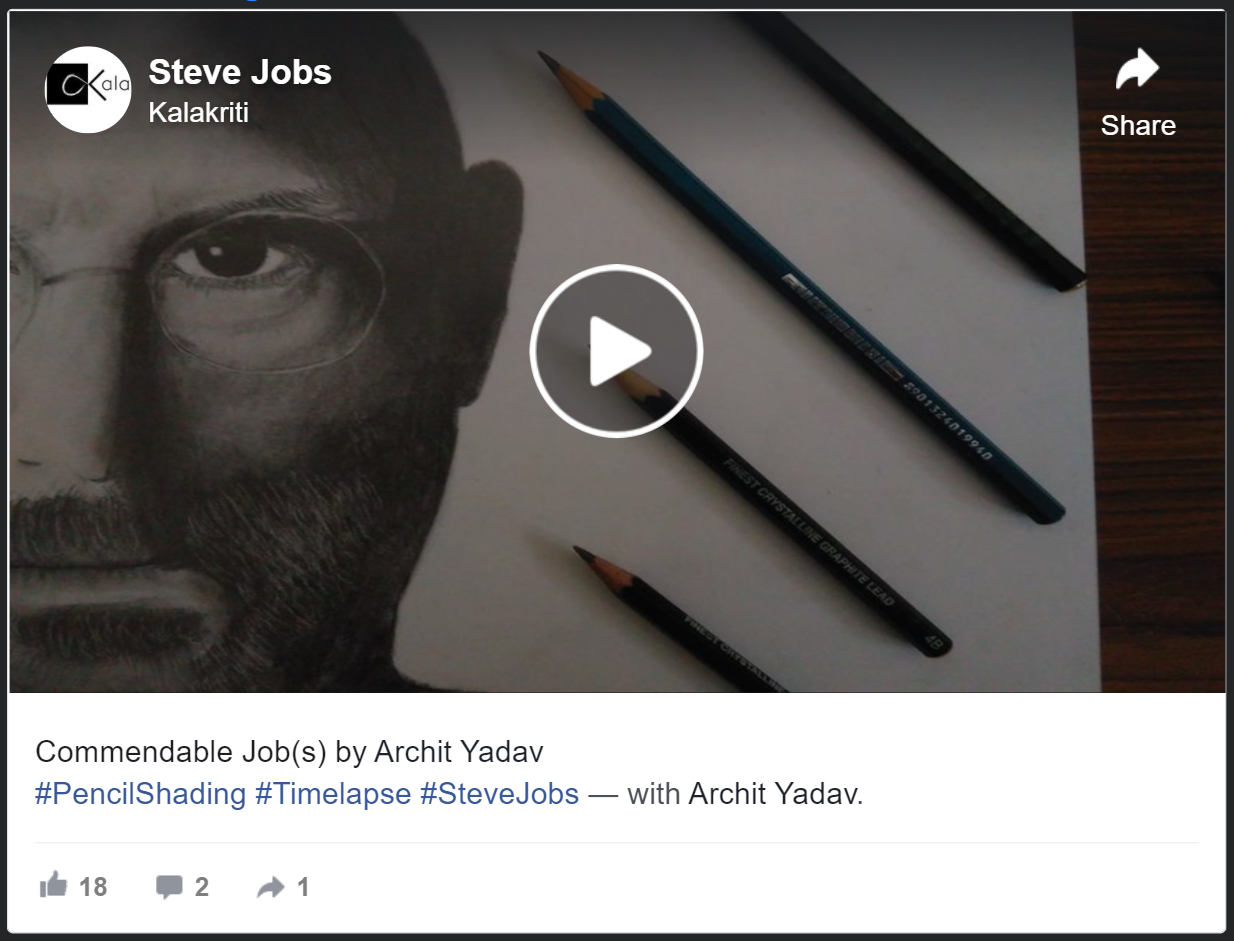 Kala
Steve Jobs
Kalakriti
Share
8901324019940
FINEST CRYSTALLINE GRAPHITE LEAD
4B
FINEST CRYSTALLINE
Commendable Job(s) by Archit Yadav
#PencilShading #Timelapse #SteveJobs — with Archit Yadav.
18
2
1